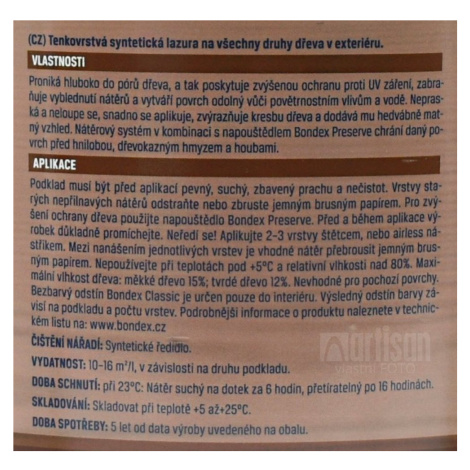 (CZ) Tenkovrstvá syntetická lazura na všechny druhy dřeva v exteriéru.
VLASTNOSTI
Proniká hluboko do pórů dřeva, a tak poskytuje zvýšenou ochranu proti UV záření, zabra-
ňuje vyblednutí nátěrů a vytváří povrch odolný vůči povětrnostním vlivům a vodě. Nepras-
ká a neloupe se, snadno se aplikuje, zvýrazňuje kresbu dřeva a dodává mu hedvábně mat-
ný vzhled. Nátěrový systém v kombinaci s napouštědlem Bondex Preserve chrání daný po-
vrch před hnilobou, dřevokazným hmyzem a houbami.
APLIKACE
Podklad musí být před aplikací pevný, suchý, zbavený prachu a nečistot. Vrstvy sta-
rých nepřilnavých nátěrů odstraňte nebo zbruste jemným brusným papírem. Pro zvý-
šení ochrany dřeva použijte napouštědlo Bondex Preserve. Před a během aplikace vý-
robek důkladně promíchejte. Neředí se! Aplikujte 2–3 vrstvy štětcem, nebo airless ná-
střikem. Mezi nanášením jednotlivých vrstev je vhodné nátěr přebrousit jemným brus-
ným papírem. Nepoužívejte při teplotách pod +5°C a relativní vlhkosti nad 80%. Maxi-
mální vlhkost dřeva: měkké dřevo 15%; tvrdé dřevo 12%. Nevhodné pro pochozí povrchy.
Bezbarvý odstín Bondex Classic je určen pouze do interiéru. Výsledný odstín barvy zá-
visí na podkladu a počtu vrstev. Podrobnější informace o produktu naleznete v technic-
kém listu na: www.bondex.cz
ČIŠTĚNÍ NÁŘADÍ: Syntetické ředidlo.
VYDATNOST: 10-16 m²/l, v závislosti na druhu podkladu.
DOBA SCHNUTÍ: při 23°C: Nátěr suchý na dotek za 6 hodin, přetíratelný po 16 hodinách.
SKLADOVÁNÍ: Skladovat při teplotě +5 až+25°C.
DOBA SPOTŘEBY: 5 let od data výroby uvedeného na obalu.
artisan
vlastní FOTO